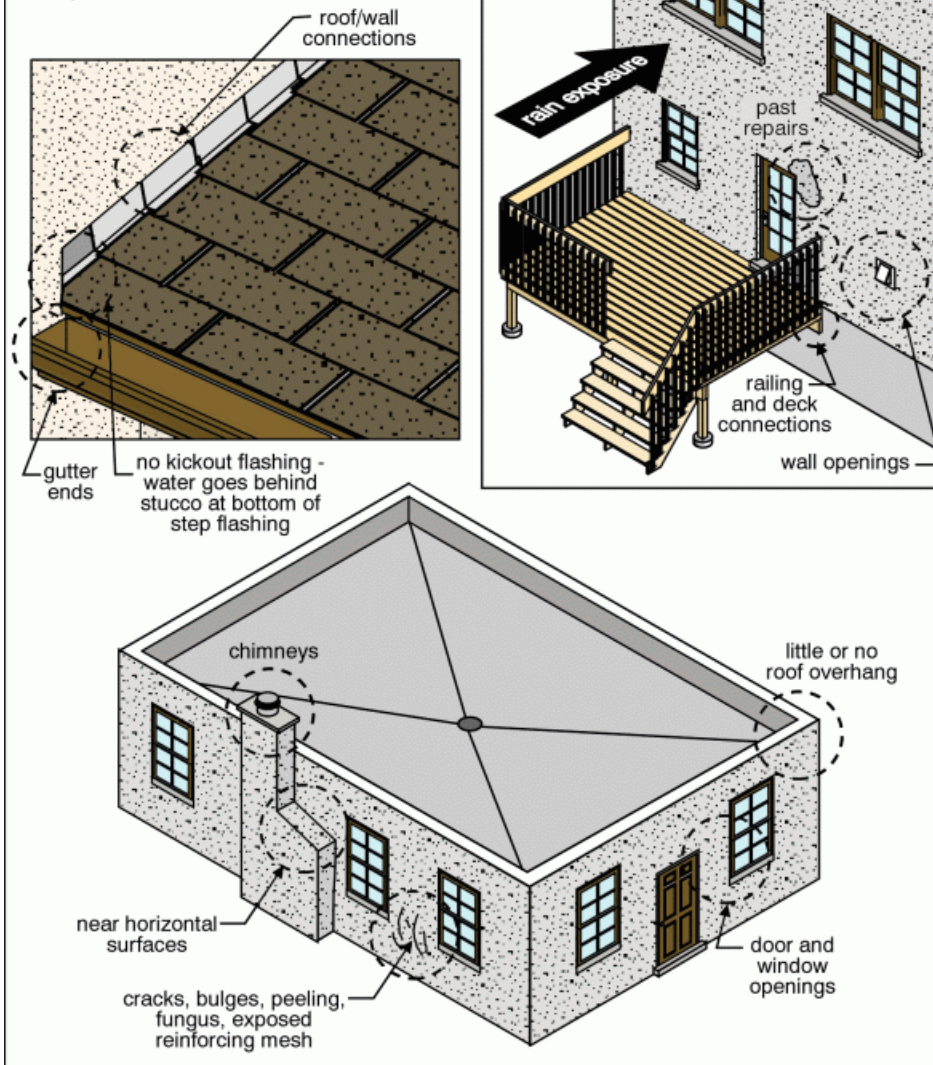 roof/wall
connections
rain exposure
past
repairs
railing
and deck
connections
wall openings
gutter
ends
no kickout flashing -
water goes behind
stucco at bottom of
step flashing
chimneys
little or no
roof overhang
near horizontal
surfaces
cracks, bulges, peeling,
fungus, exposed
reinforcing mesh
door and
window
openings